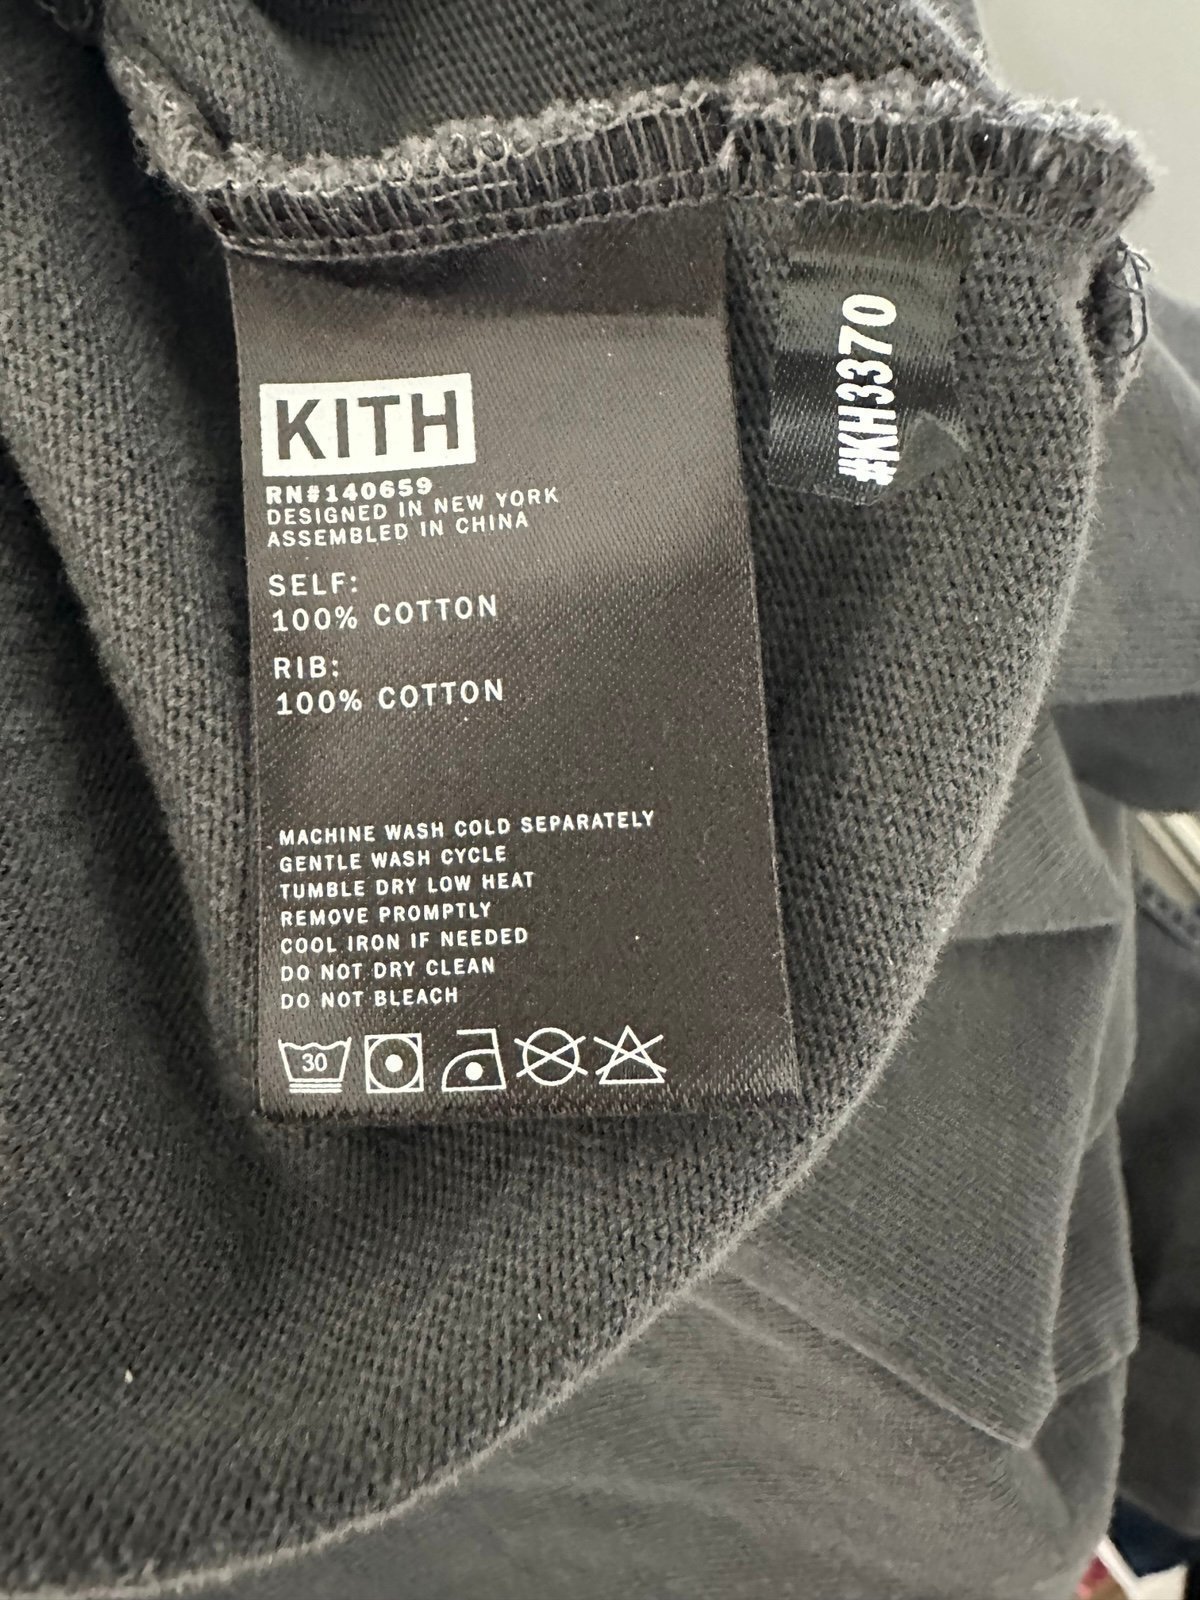 KITH
RN#140659
DESIGNED IN NEW YORK
ASSEMBLED IN CHINA
SELF:
100% COTTON
RIB:
100% COTTON
MACHINE WASH COLD SEPARATELY
GENTLE WASH CYCLE
TUMBLE DRY LOW HEAT
REMOVE PROMPTLY
COOL IRON IF NEEDED
DO NOT DRY CLEAN
DO NOT BLEACH
30
#KH3370